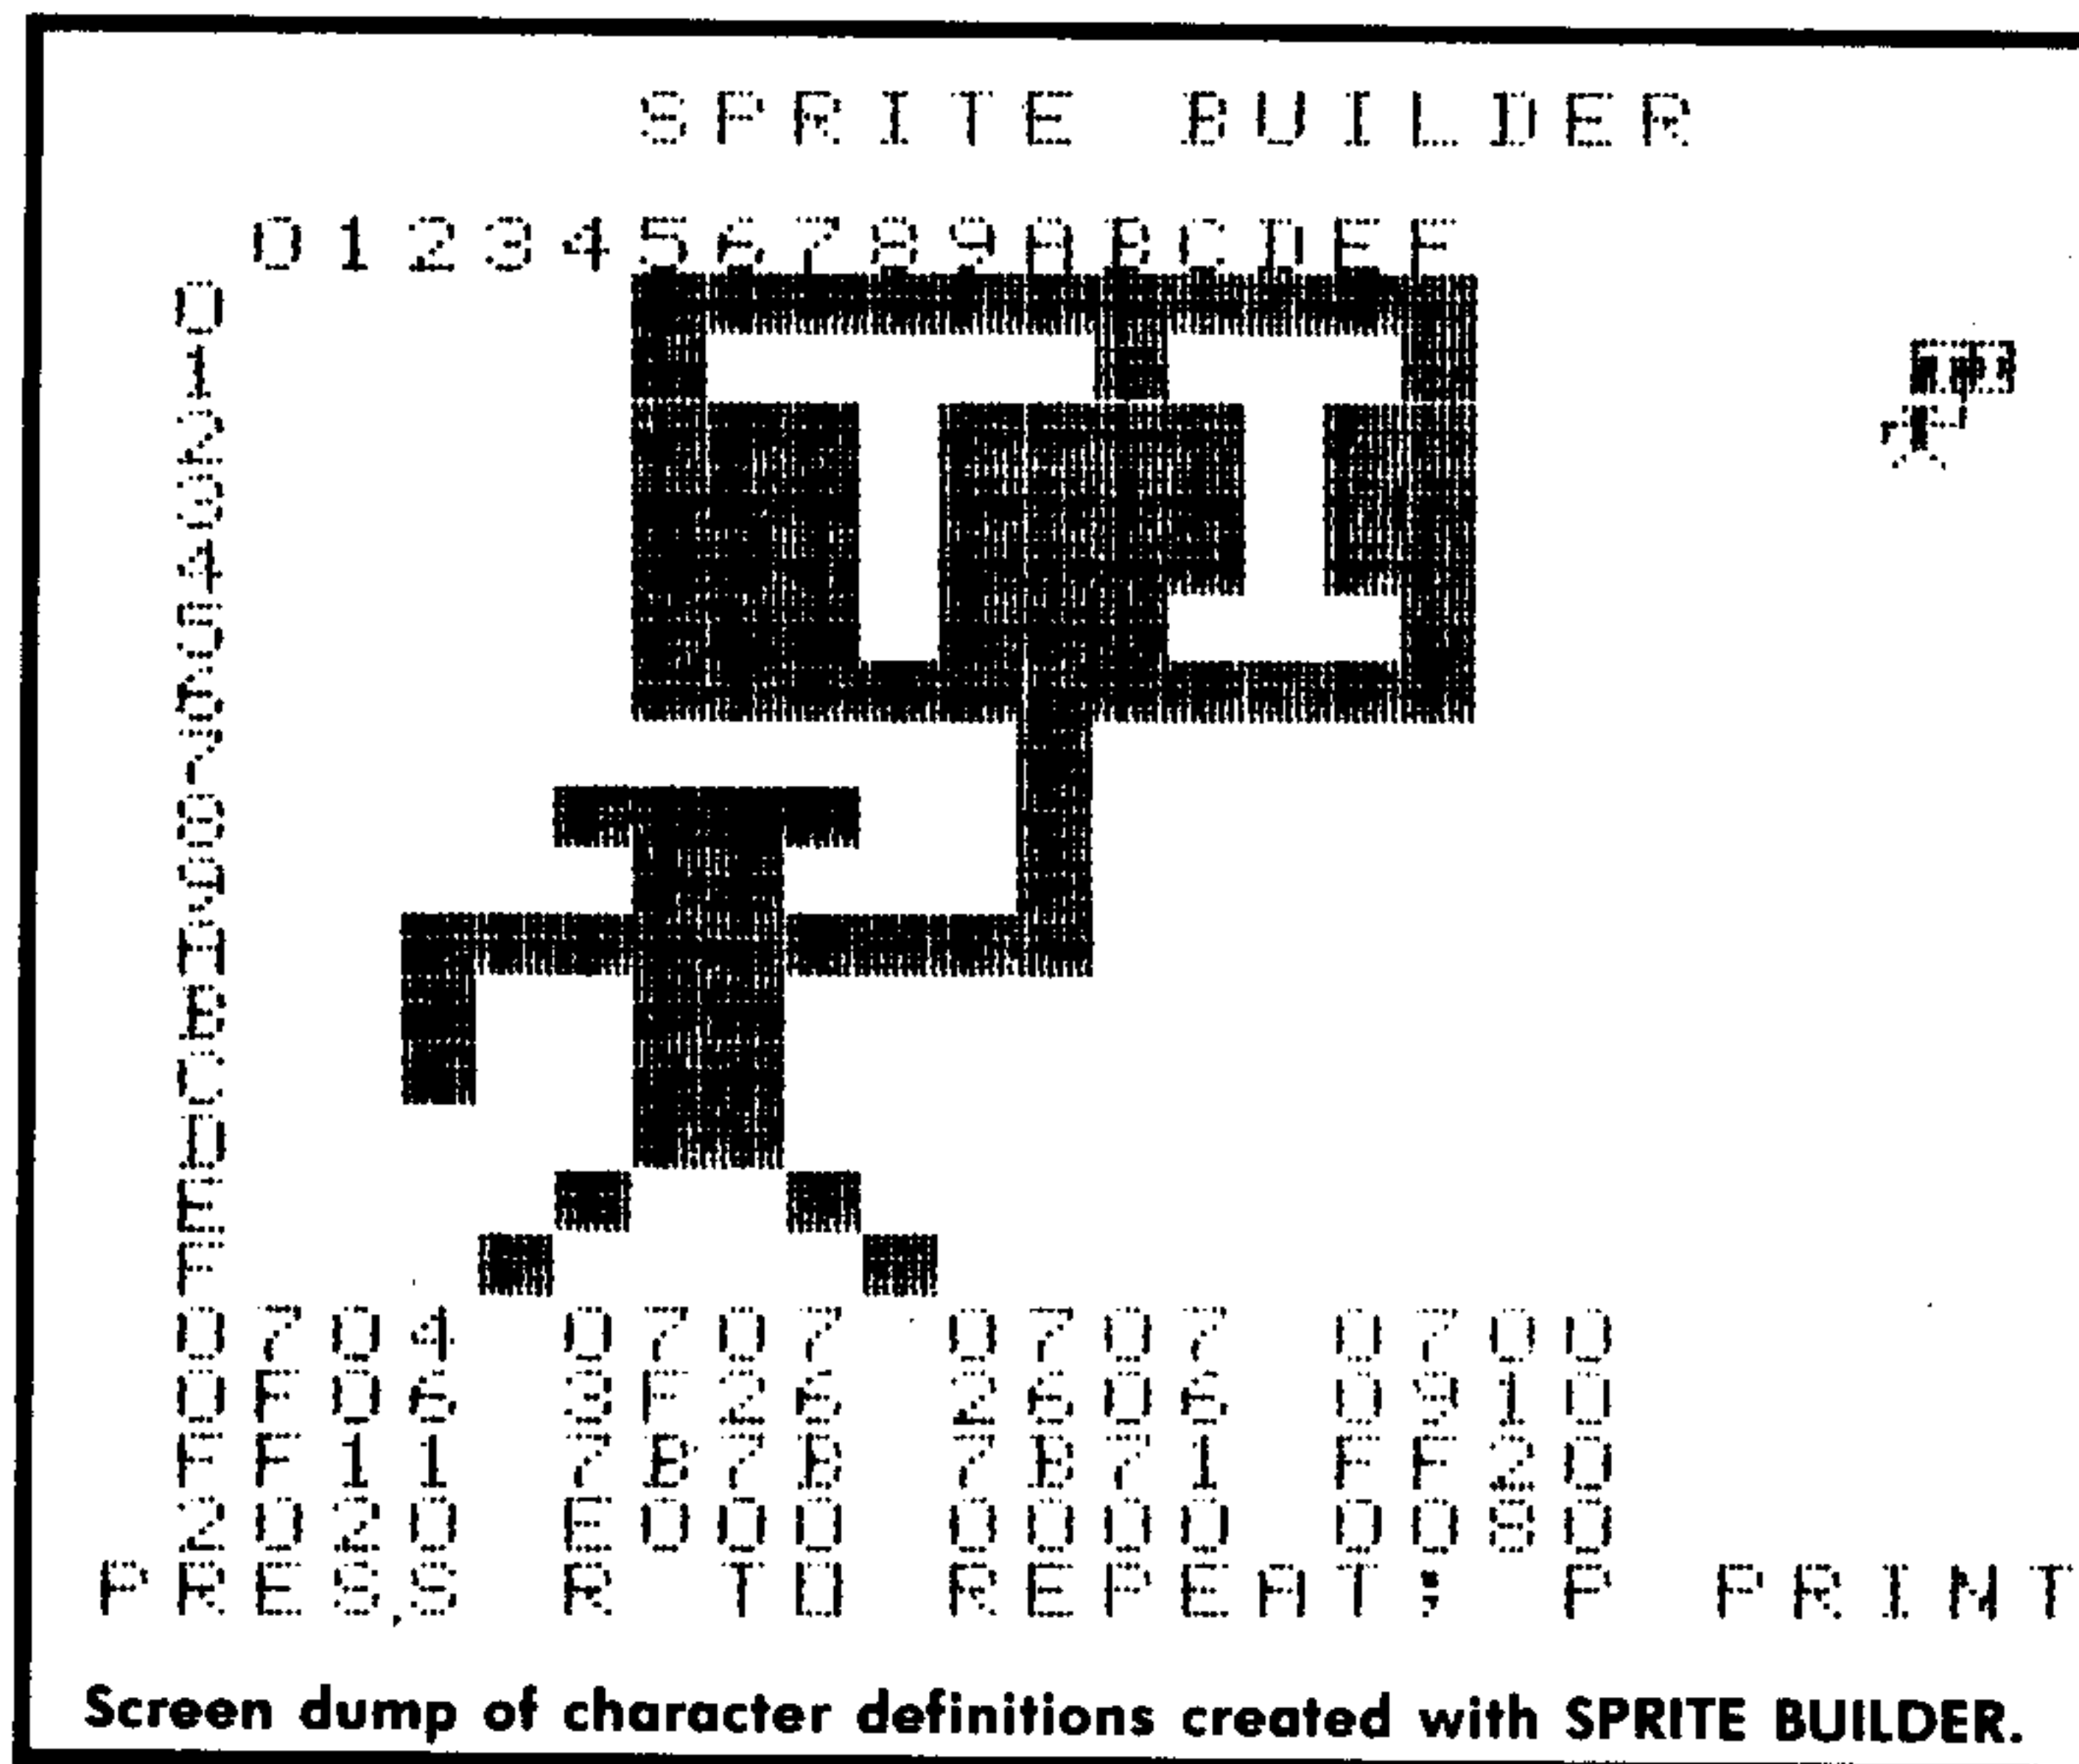 SPRITE BUILDER
0123456789ABCDEF
0
1
2
3
4
5
6
7
8
9
A
B
C
D
E
F
0704 0707 0707 0700
0F06 3F26 2606 0910
FF11 7B7B 7B71 FF20
2020 E000 0000 0080
PRESS R TO REPEAT; P PRINT
Screen dump of character definitions created with SPRITE BUILDER.